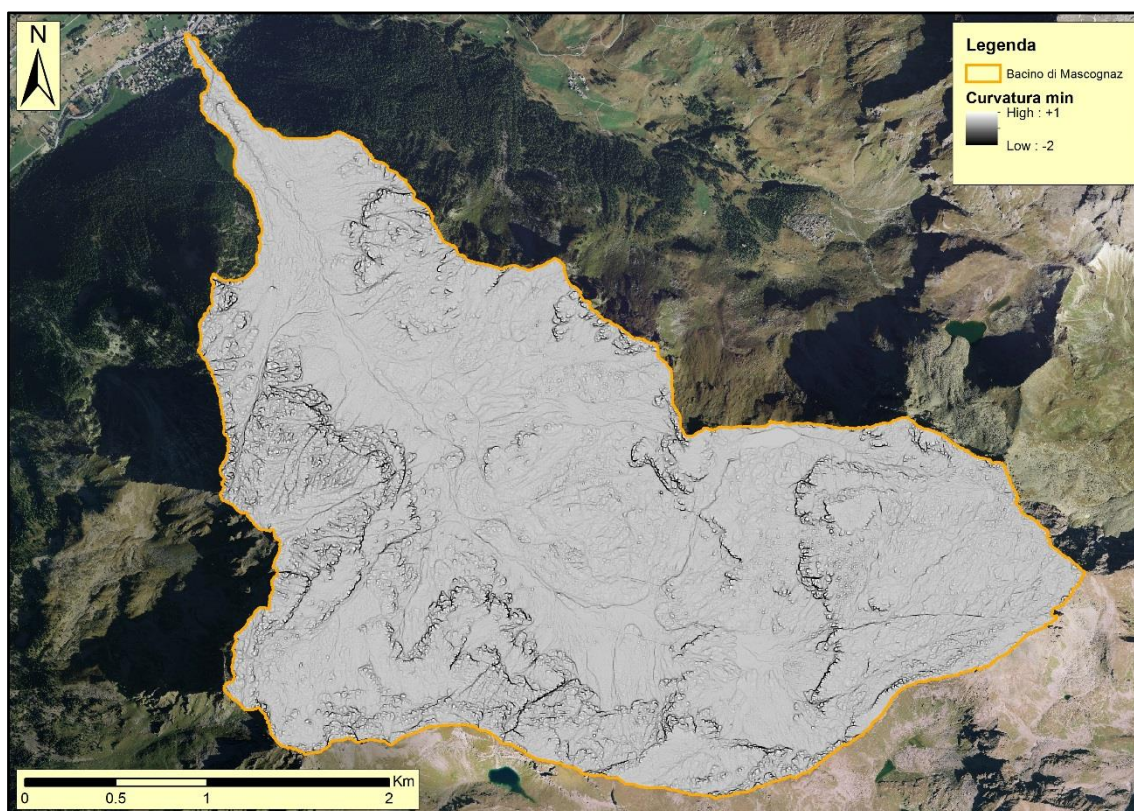 N
Legenda
Bacino di Mascognaz
Curvatura min
High : +1
Low : -2
Km
0 0.5 1 2